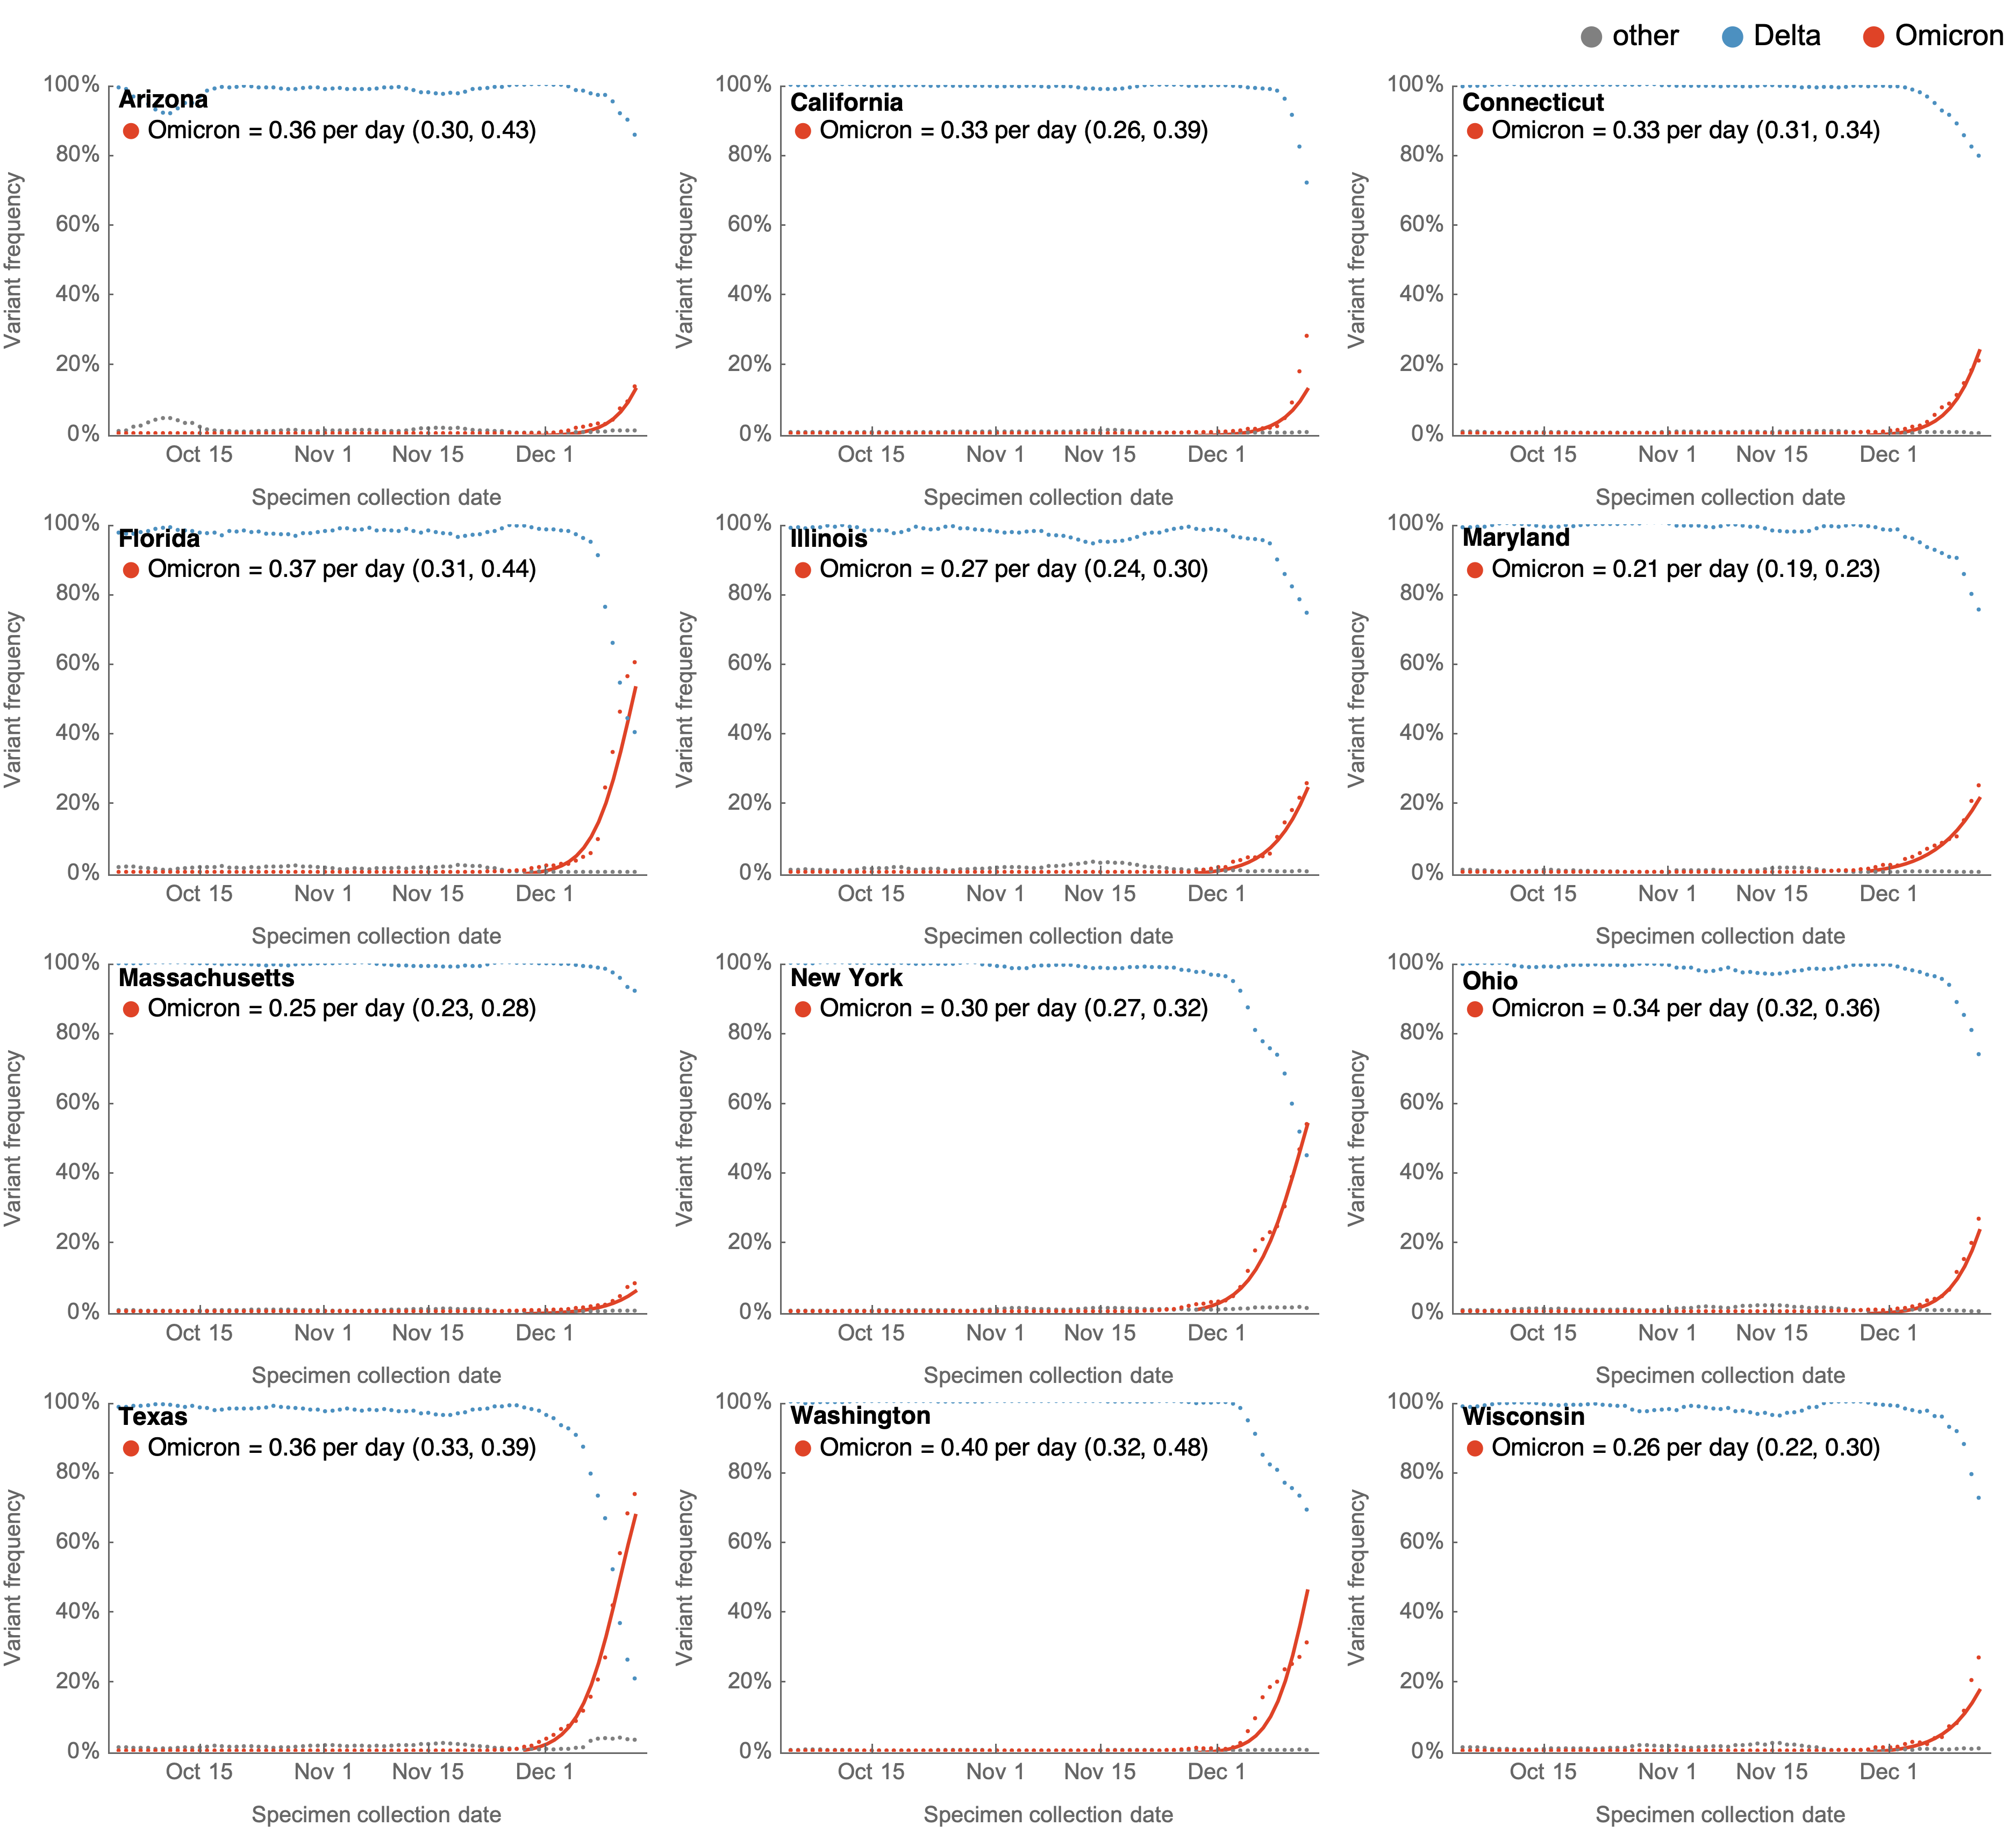 other Delta Omicron
Arizona
Omicron = 0.36 per day (0.30, 0.43)
100%
80%
60%
40%
20%
0%
Variant frequency
Oct 15 Nov 1 Nov 15 Dec 1
Specimen collection date
California
Omicron = 0.33 per day (0.26, 0.39)
100%
80%
60%
40%
20%
0%
Variant frequency
Oct 15 Nov 1 Nov 15 Dec 1
Specimen collection date
Connecticut
Omicron = 0.33 per day (0.31, 0.34)
100%
80%
60%
40%
20%
0%
Variant frequency
Oct 15 Nov 1 Nov 15 Dec 1
Specimen collection date
Florida
Omicron = 0.37 per day (0.31, 0.44)
100%
80%
60%
40%
20%
0%
Variant frequency
Oct 15 Nov 1 Nov 15 Dec 1
Specimen collection date
Illinois
Omicron = 0.27 per day (0.24, 0.30)
100%
80%
60%
40%
20%
0%
Variant frequency
Oct 15 Nov 1 Nov 15 Dec 1
Specimen collection date
Maryland
Omicron = 0.21 per day (0.19, 0.23)
100%
80%
60%
40%
20%
0%
Variant frequency
Oct 15 Nov 1 Nov 15 Dec 1
Specimen collection date
Massachusetts
Omicron = 0.25 per day (0.23, 0.28)
100%
80%
60%
40%
20%
0%
Variant frequency
Oct 15 Nov 1 Nov 15 Dec 1
Specimen collection date
New York
Omicron = 0.30 per day (0.27, 0.32)
100%
80%
60%
40%
20%
0%
Variant frequency
Oct 15 Nov 1 Nov 15 Dec 1
Specimen collection date
Ohio
Omicron = 0.34 per day (0.32, 0.36)
100%
80%
60%
40%
20%
0%
Variant frequency
Oct 15 Nov 1 Nov 15 Dec 1
Specimen collection date
Texas
Omicron = 0.36 per day (0.33, 0.39)
100%
80%
60%
40%
20%
0%
Variant frequency
Oct 15 Nov 1 Nov 15 Dec 1
Specimen collection date
Washington
Omicron = 0.40 per day (0.32, 0.48)
100%
80%
60%
40%
20%
0%
Variant frequency
Oct 15 Nov 1 Nov 15 Dec 1
Specimen collection date
Wisconsin
Omicron = 0.26 per day (0.22, 0.30)
100%
80%
60%
40%
20%
0%
Variant frequency
Oct 15 Nov 1 Nov 15 Dec 1
Specimen collection date